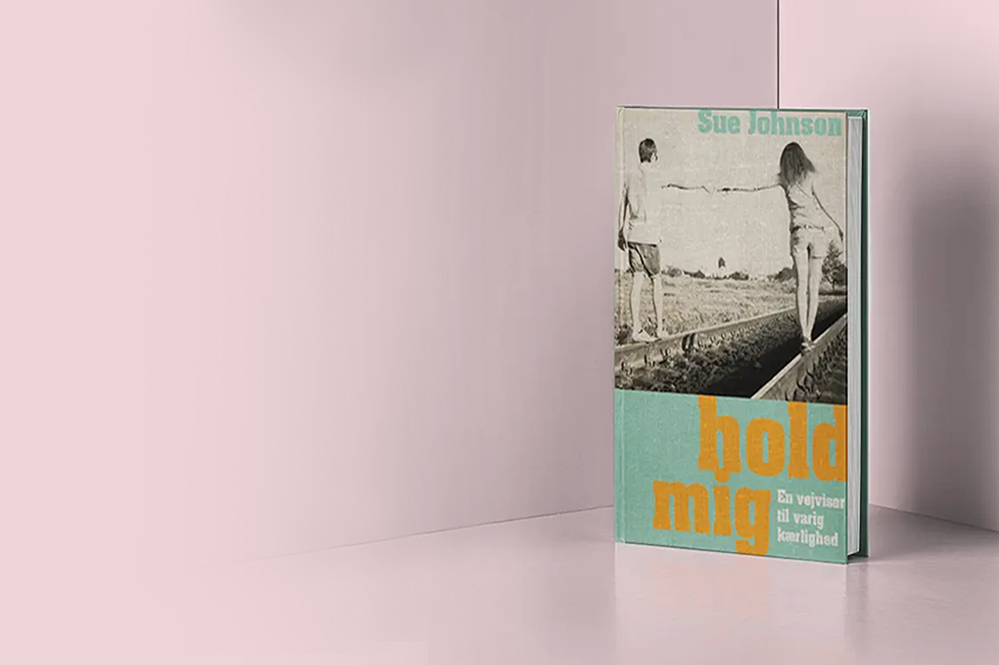 Sue Johnson
hold
mig
En vejviser
til varig
kærlighed